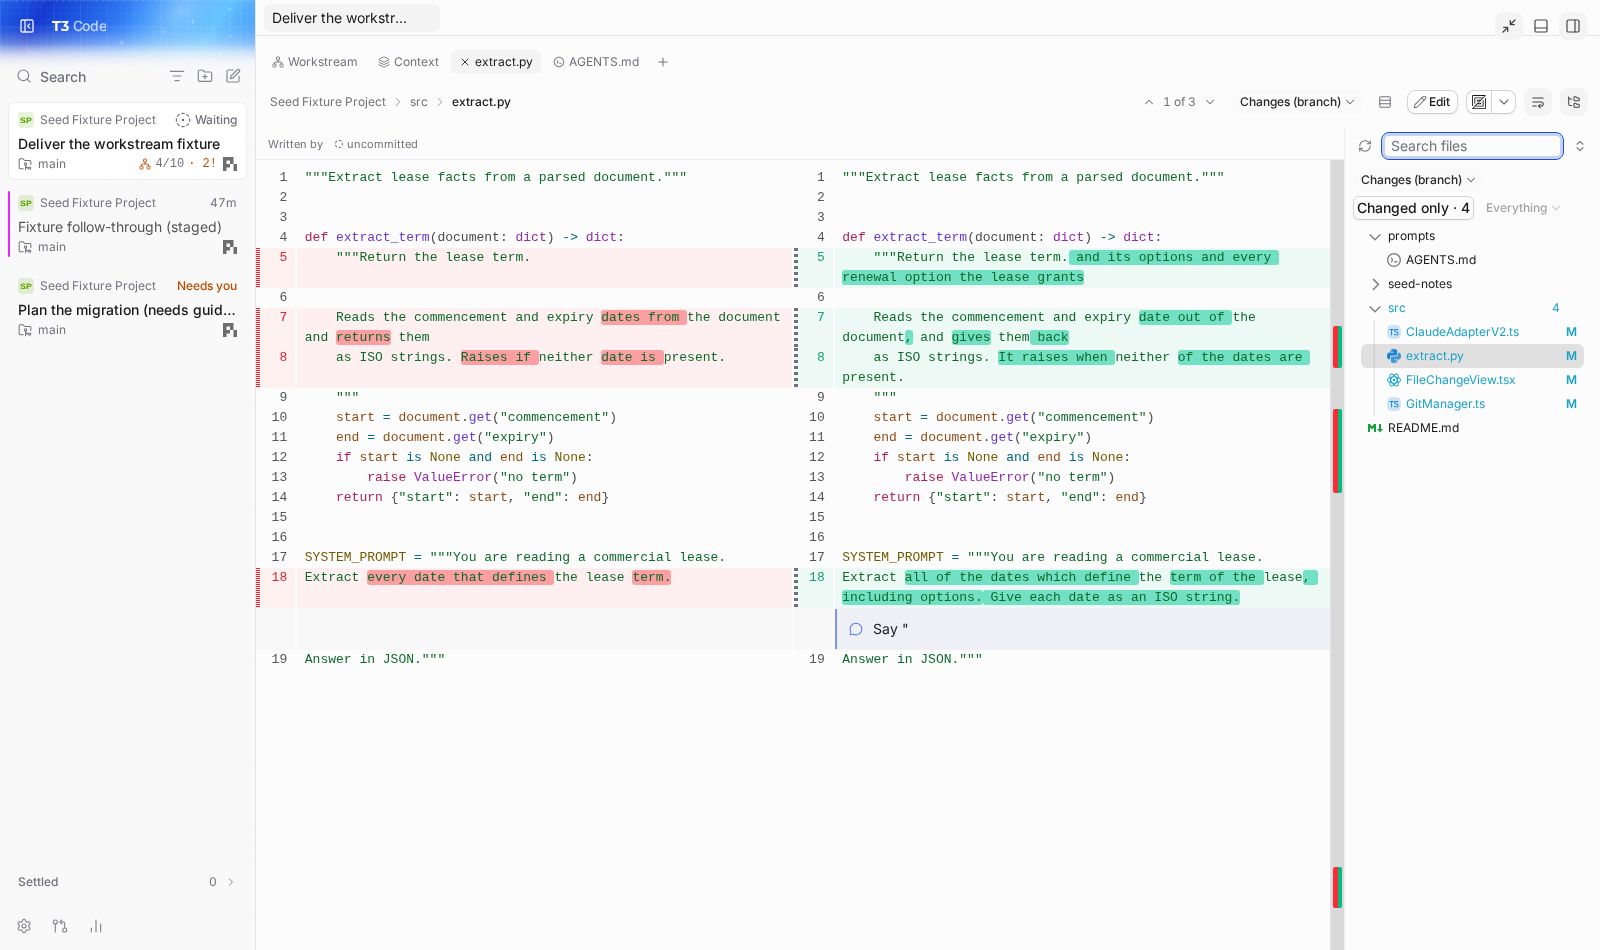 T3 Code
Deliver the workstr...
Search
Seed Fixture Project
Waiting
Deliver the workstream fixture
main
4/10 · 2!
Seed Fixture Project
47m
Fixture follow-through (staged)
main
Seed Fixture Project
Needs you
Plan the migration (needs guid...
main
Settled
0
Workstream
Context
extract.py
AGENTS.md
Seed Fixture Project
src
extract.py
1 of 3
Changes (branch)
Edit
Written by
uncommitted
1 """Extract lease facts from a parsed document."""
2
3
4 def extract_term(document: dict) -> dict:
5     """Return the lease term.
6
7     Reads the commencement and expiry dates from the document
and returns them
8     as ISO strings. Raises if neither date is present.
9     """
10     start = document.get("commencement")
11     end = document.get("expiry")
12     if start is None and end is None:
13         raise ValueError("no term")
14     return {"start": start, "end": end}
15
16
17 SYSTEM_PROMPT = """You are reading a commercial lease.
18 Extract every date that defines the lease term.
19 Answer in JSON."""
1 """Extract lease facts from a parsed document."""
2
3
4 def extract_term(document: dict) -> dict:
5     """Return the lease term. and its options and every
renewal option the lease grants
6
7     Reads the commencement and expiry date out of the
document, and gives them back
8     as ISO strings. It raises when neither of the dates are
present.
9     """
10     start = document.get("commencement")
11     end = document.get("expiry")
12     if start is None and end is None:
13         raise ValueError("no term")
14     return {"start": start, "end": end}
15
16
17 SYSTEM_PROMPT = """You are reading a commercial lease.
18 Extract all of the dates which define the term of the lease,
including options. Give each date as an ISO string.
Say "
19 Answer in JSON."""
Search files
Changes (branch)
Changed only · 4
Everything
prompts
AGENTS.md
seed-notes
src
4
TS ClaudeAdapterV2.ts M
extract.py M
FileChangeView.tsx M
TS GitManager.ts M
README.md